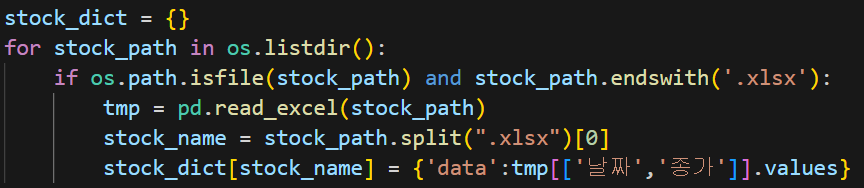 stock_dict = {}
for stock_path in os.listdir():
    if os.path.isfile(stock_path) and stock_path.endswith('.xlsx'):
        tmp = pd.read_excel(stock_path)
        stock_name = stock_path.split(".xlsx")[0]
        stock_dict[stock_name] = {'data':tmp[['날짜','종가']].values}